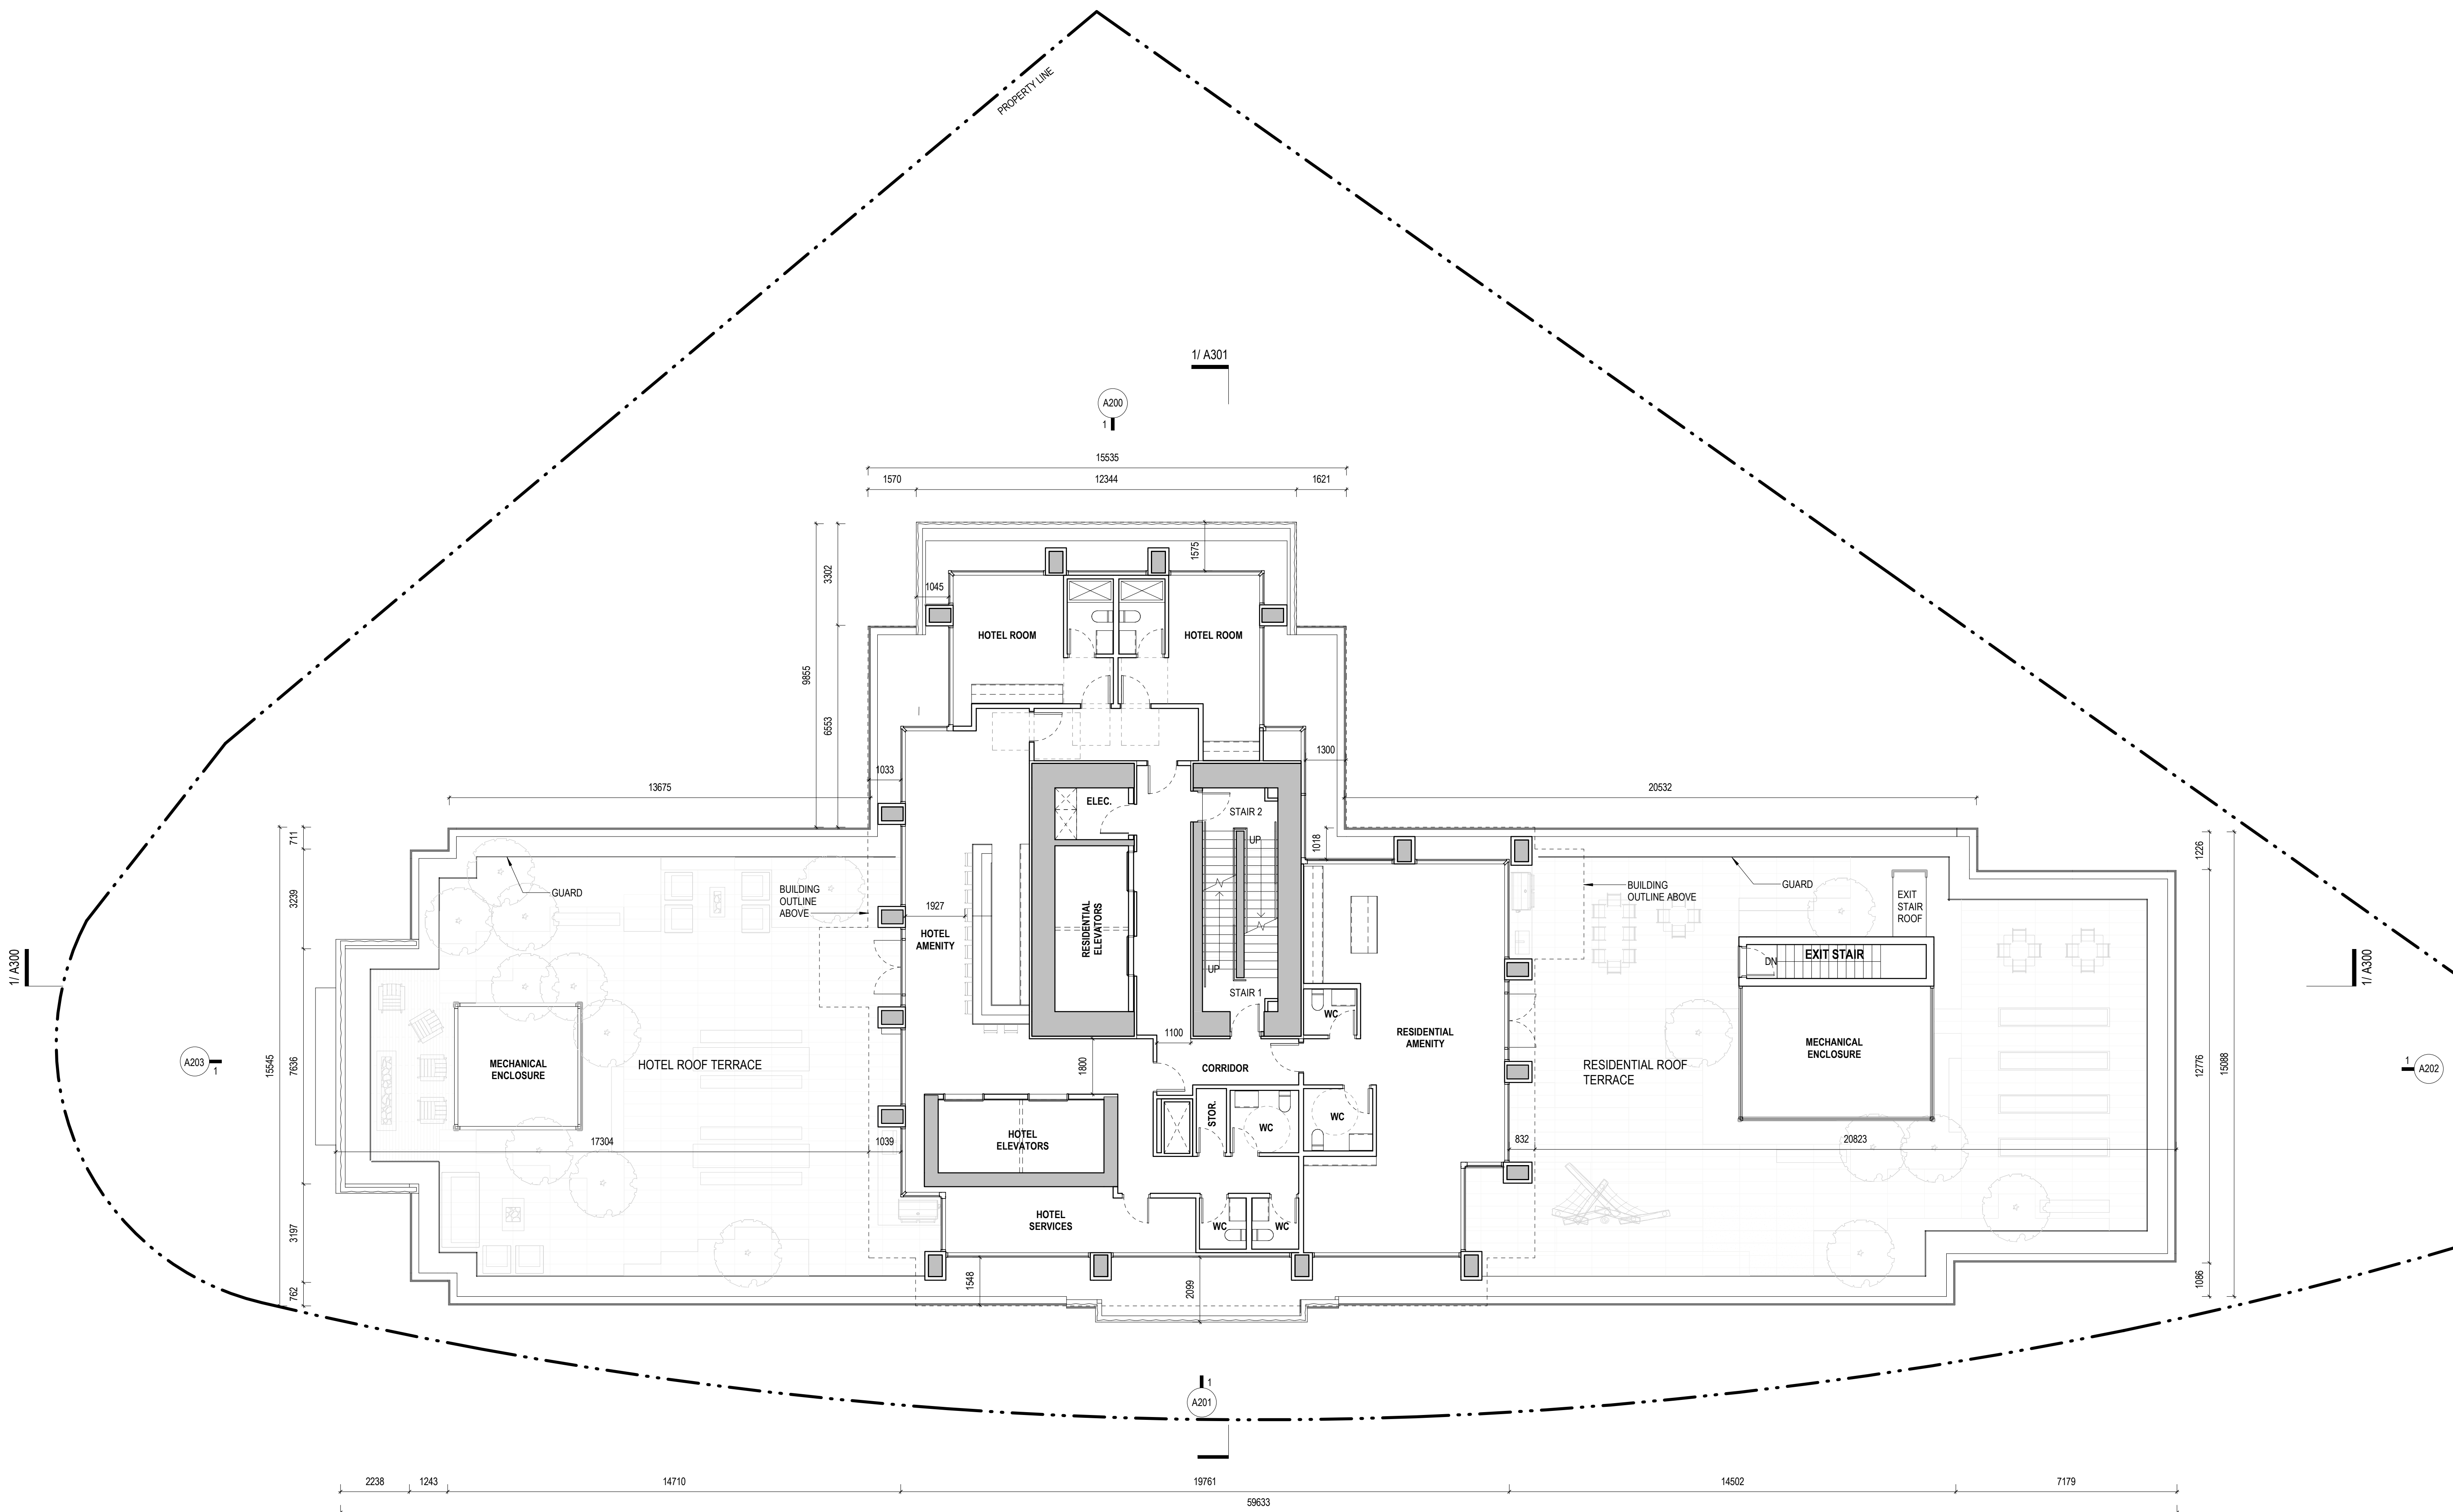 PROPERTY LINE
1/ A301
A200
1
15535
1570
12344
1621
1575
3302
1045
HOTEL ROOM
HOTEL ROOM
9855
6553
1300
1033
13675
20532
ELEC.
STAIR 2
711
UP
1018
1226
3239
GUARD
BUILDING
OUTLINE
ABOVE
1927
HOTEL
AMENITY
RESIDENTIAL
ELEVATORS
BUILDING
OUTLINE ABOVE
GUARD
EXIT
STAIR
ROOF
1/ A300
EXIT STAIR
DN
1/ A300
UP
STAIR 1
WC
1100
RESIDENTIAL
AMENITY
MECHANICAL
ENCLOSURE
A203
1
15545
7636
MECHANICAL
ENCLOSURE
HOTEL ROOF TERRACE
1800
CORRIDOR
RESIDENTIAL ROOF
TERRACE
12776
15088
1
A202
STOR.
WC
WC
HOTEL
ELEVATORS
17304
1039
832
20823
HOTEL
SERVICES
WC
WC
3197
762
1548
2099
1086
1
A201
2238
1243
14710
19761
14502
7179
59633